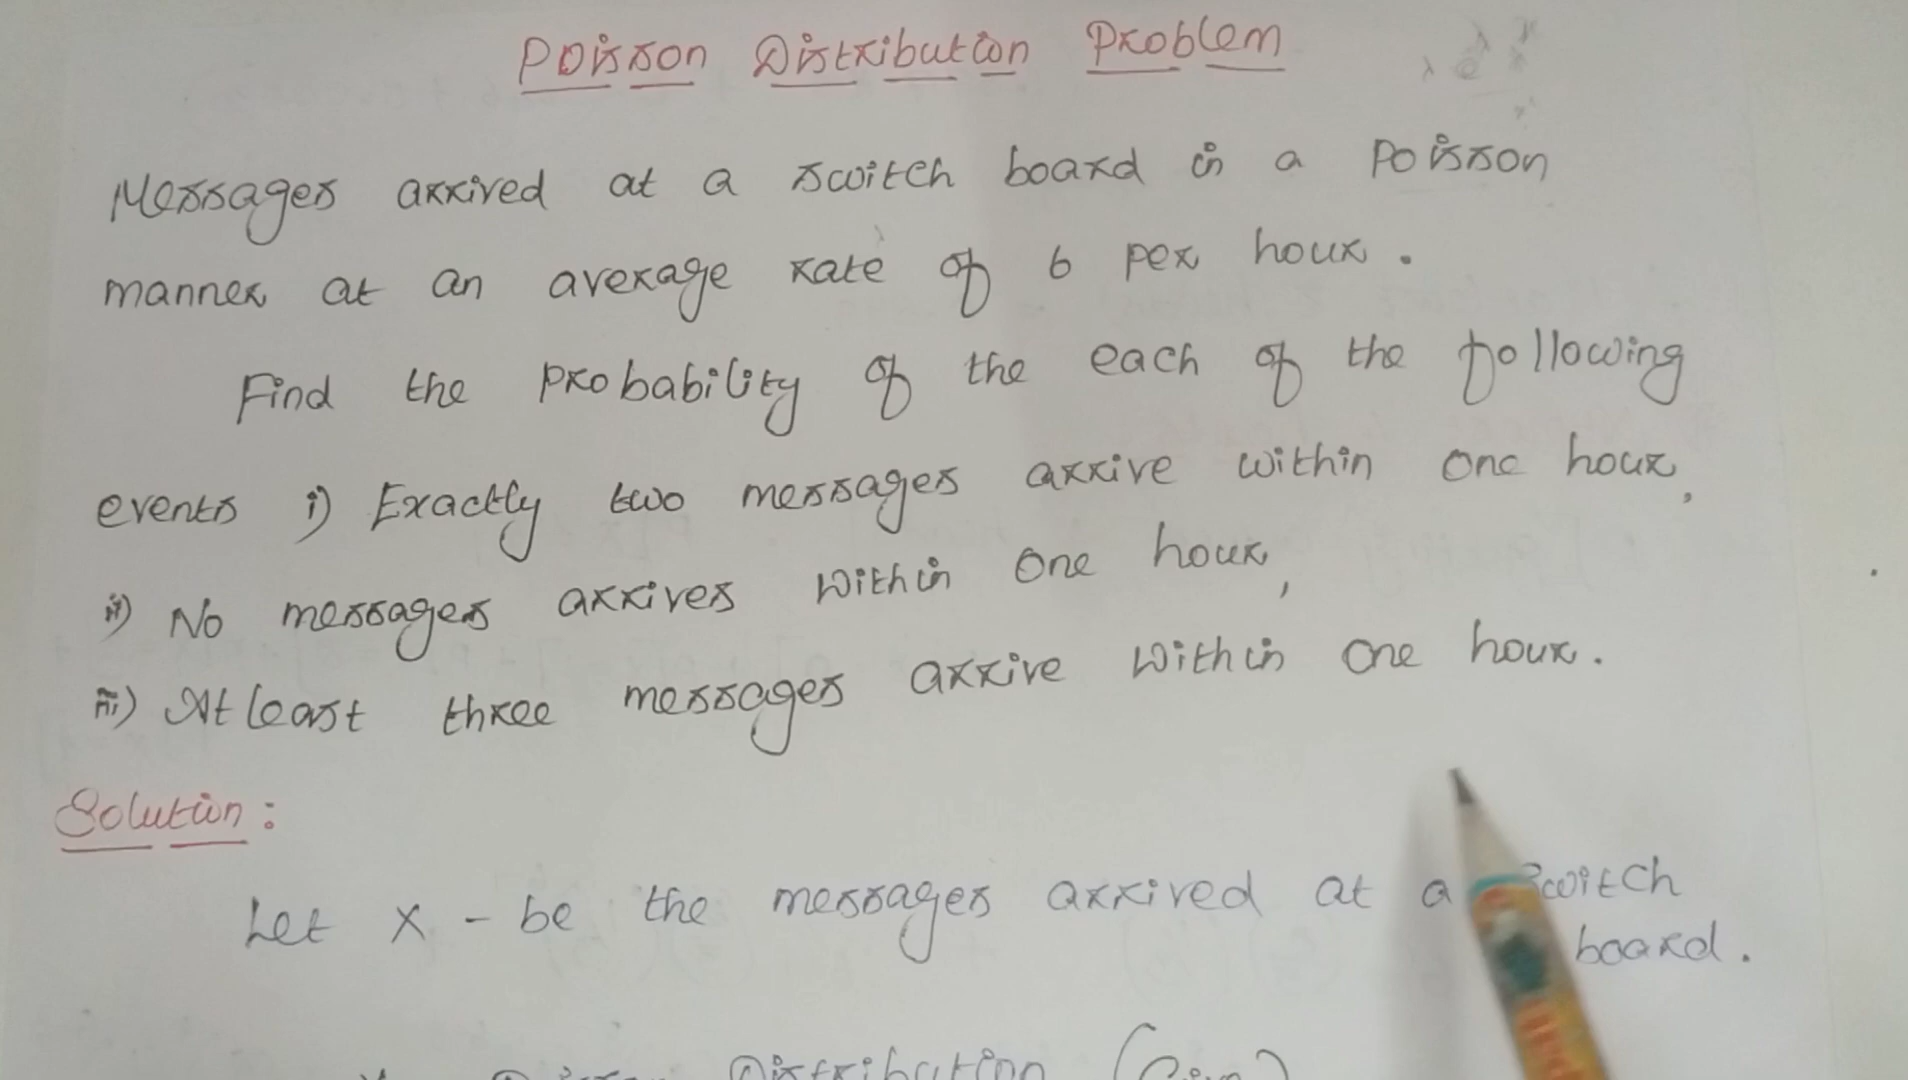 Poisson Distribution Problem
Messages arrived at a switch board in a Poisson
manner at an average rate of 6 per hour.
Find the probability of the each of the following
events i) Exactly two messages arrive within one hour,
ii) No messages arrives within one hour,
iii) At least three messages arrive within one hour.
Solution:
Let X - be the messages arrived at a switch
board.
Distribution